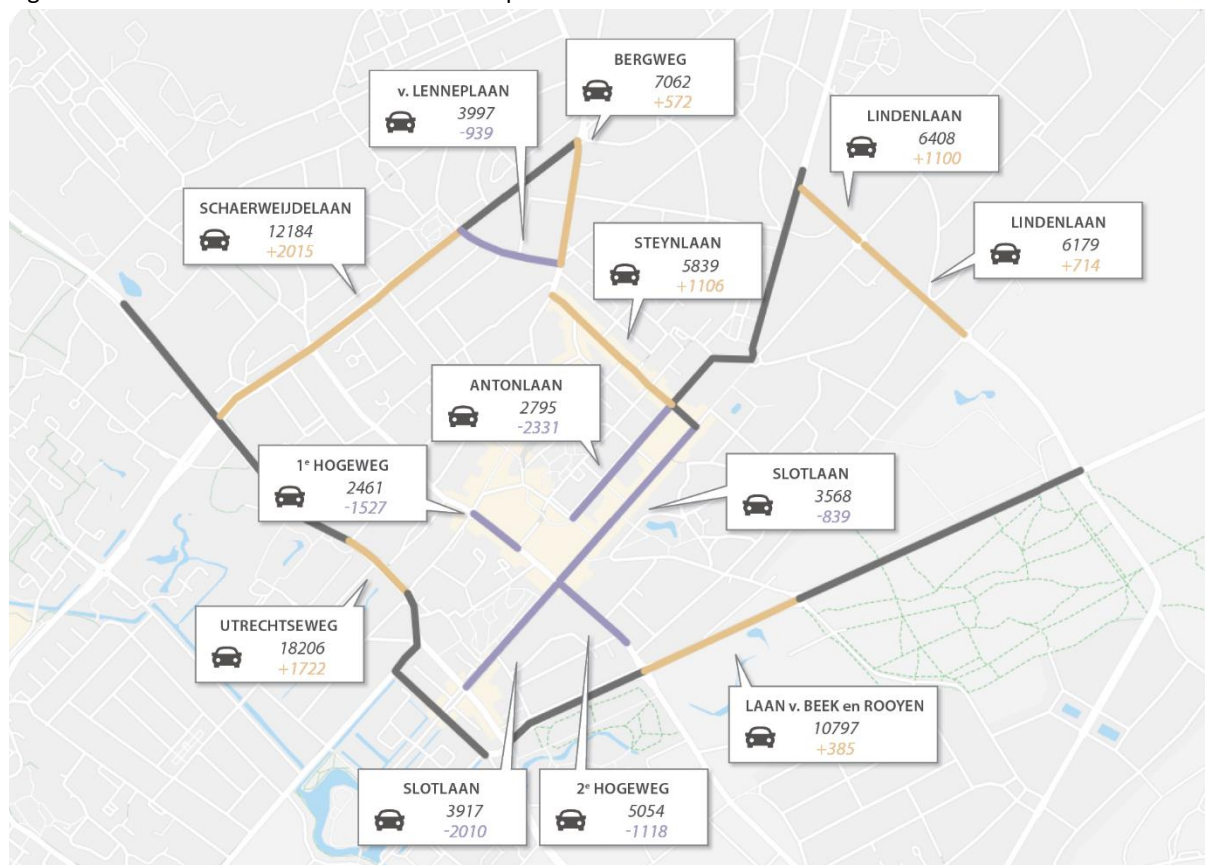 BERGWEG
7062
+572
v. LENNEPLAAN
3997
-939
LINDENLAAN
6408
+1100
SCHAERWEIJDELAAN
12184
+2015
LINDENLAAN
6179
+714
STEYNLAAN
5839
+1106
ANTONLAAN
2795
-2331
1e HOGEWEG
2461
-1527
SLOTLAAN
3568
-839
UTRECHTSEWEG
18206
+1722
LAAN v. BEEK en ROOYEN
10797
+385
SLOTLAAN
3917
-2010
2e HOGEWEG
5054
-1118